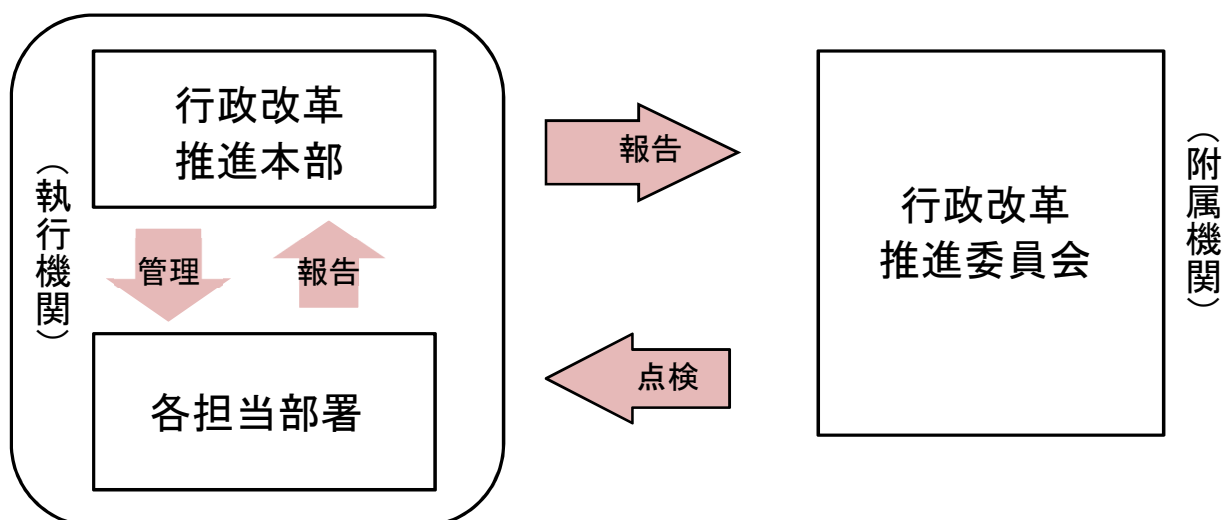 行政改革
推進本部
(執行機関)
管理
報告
各担当部署
報告
点検
行政改革
推進委員会
(附属機関)